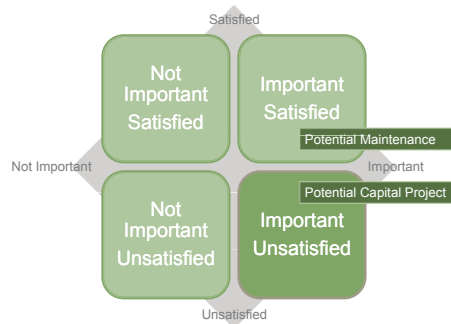 Satisfied
Not
Important
Satisfied
Important
Satisfied
Potential Maintenance
Not Important
Important
Potential Capital Project
Not
Important
Unsatisfied
Important
Unsatisfied
Unsatisfied